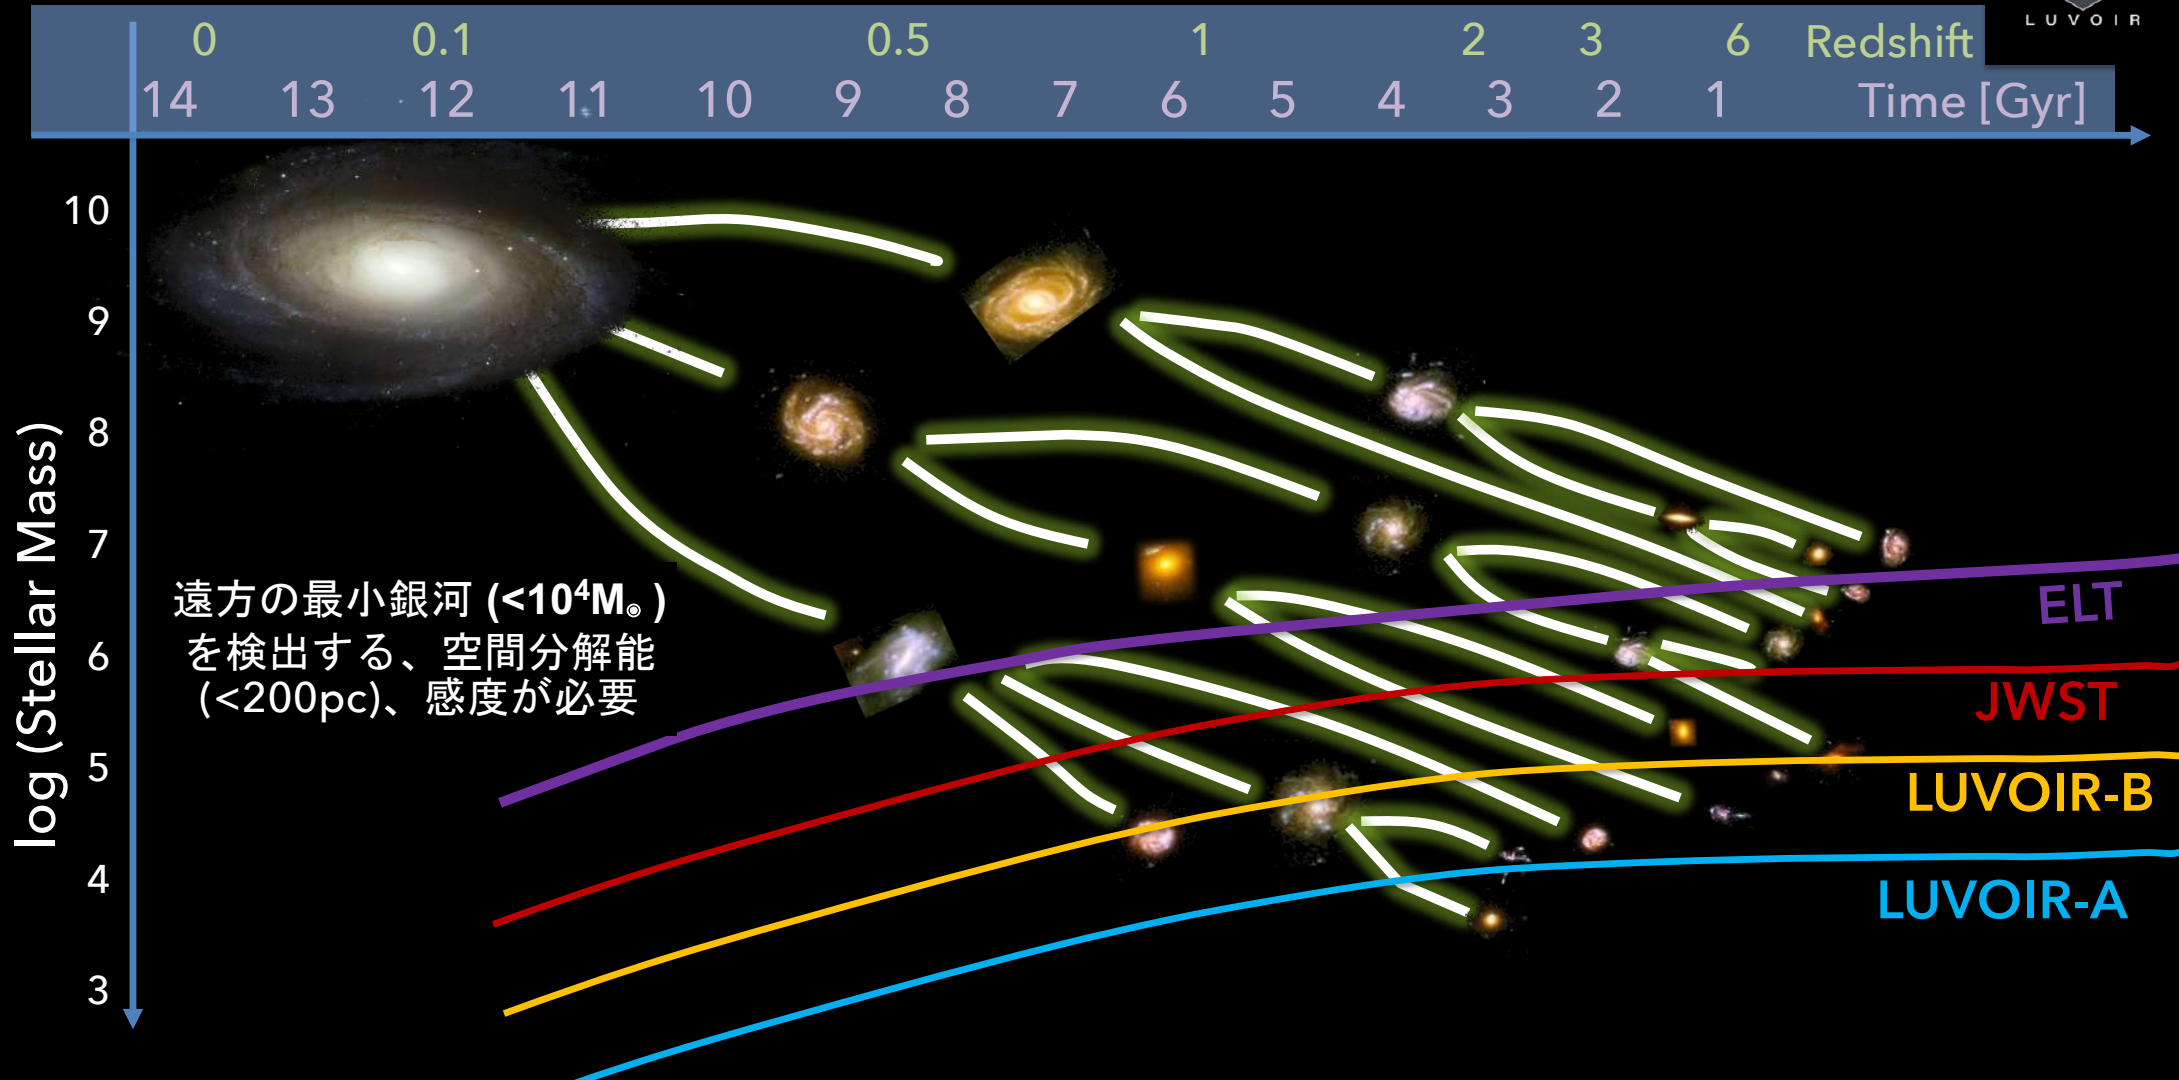 LUVOIR
0 0.1 0.5 1 2 3 6 Redshift
14 13 12 11 10 9 8 7 6 5 4 3 2 1 Time [Gyr]
log (Stellar Mass)
10
9
8
7
6
5
4
3
遠方の最小銀河 (<10⁴M◉ )
を検出する、空間分解能
(<200pc)、感度が必要
ELT
JWST
LUVOIR-B
LUVOIR-A